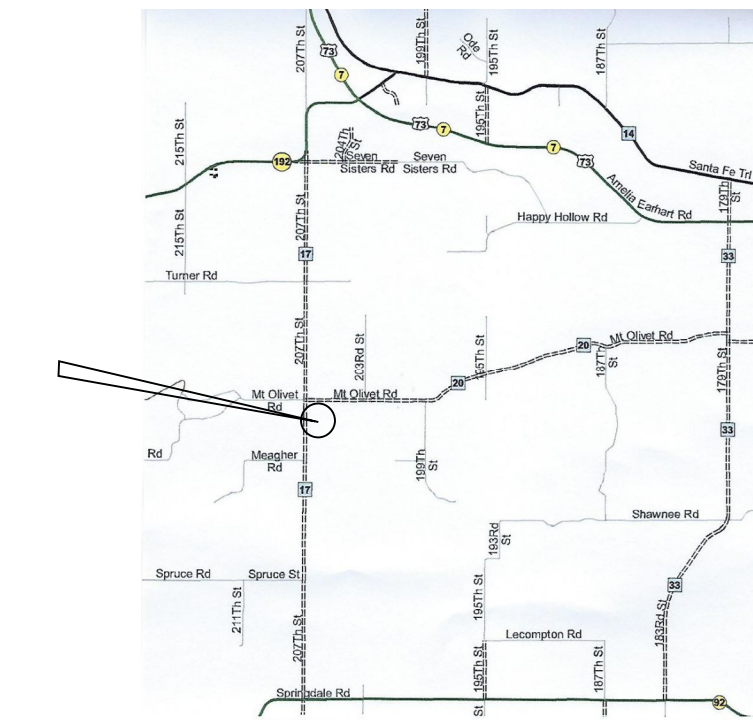 207Th St
73
7
199Th St
Ode
Rd
195Th St
187Th St
215Th St
204Th
St
73
7
195Th St
7
73
14
192
Seven
Sisters Rd
Seven
Sisters Rd
Santa Fe Trl
Amelia Earhart Rd
179Th
St
215Th St
207Th St
Happy Hollow Rd
17
33
Turner Rd
207Th St
203Rd St
5Th St
20
187Th
St
Mt Olivet Rd
179Th St
20
Mt Olivet
Rd
Mt Olivet Rd
33
Rd
Meagher
Rd
199Th
St
17
Shawnee Rd
193Rd
St
Spruce Rd
Spruce St
33
211Th St
207Th St
195Th St
183Rd St
Lecompton Rd
195Th St
187Th St
Springdale Rd
St
92